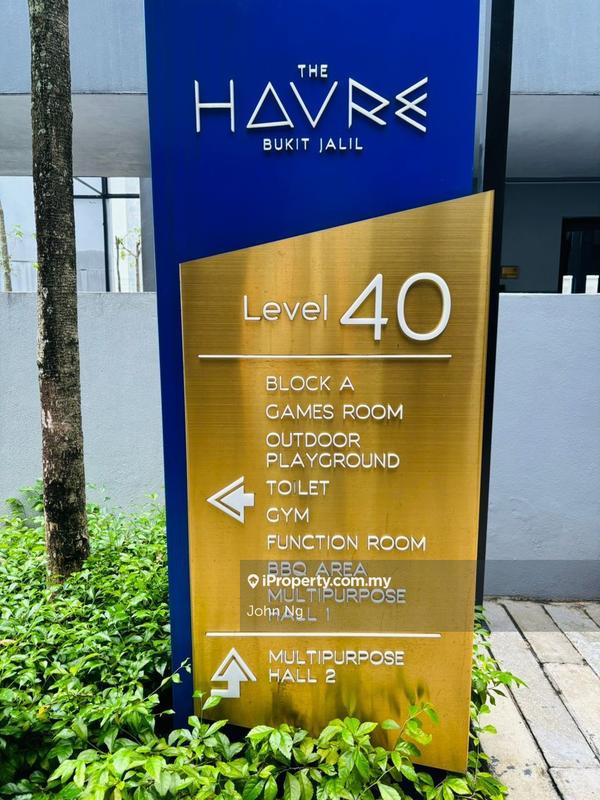 THE
HAVRE
BUKIT JALIL
Level 40
BLOCK A
GAMES ROOM
OUTDOOR
PLAYGROUND
TOILET
GYM
FUNCTION ROOM
BBQ AREA
iProperty.com.my
MULTIPURPOSE
John Ng
HALL 1
MULTIPURPOSE
HALL 2